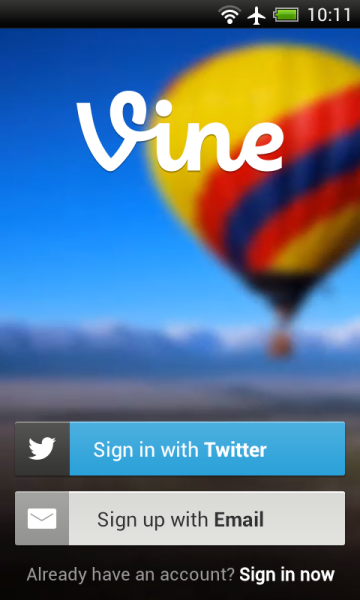 10:11
Vine
Sign in with Twitter
Sign up with Email
Already have an account? Sign in now